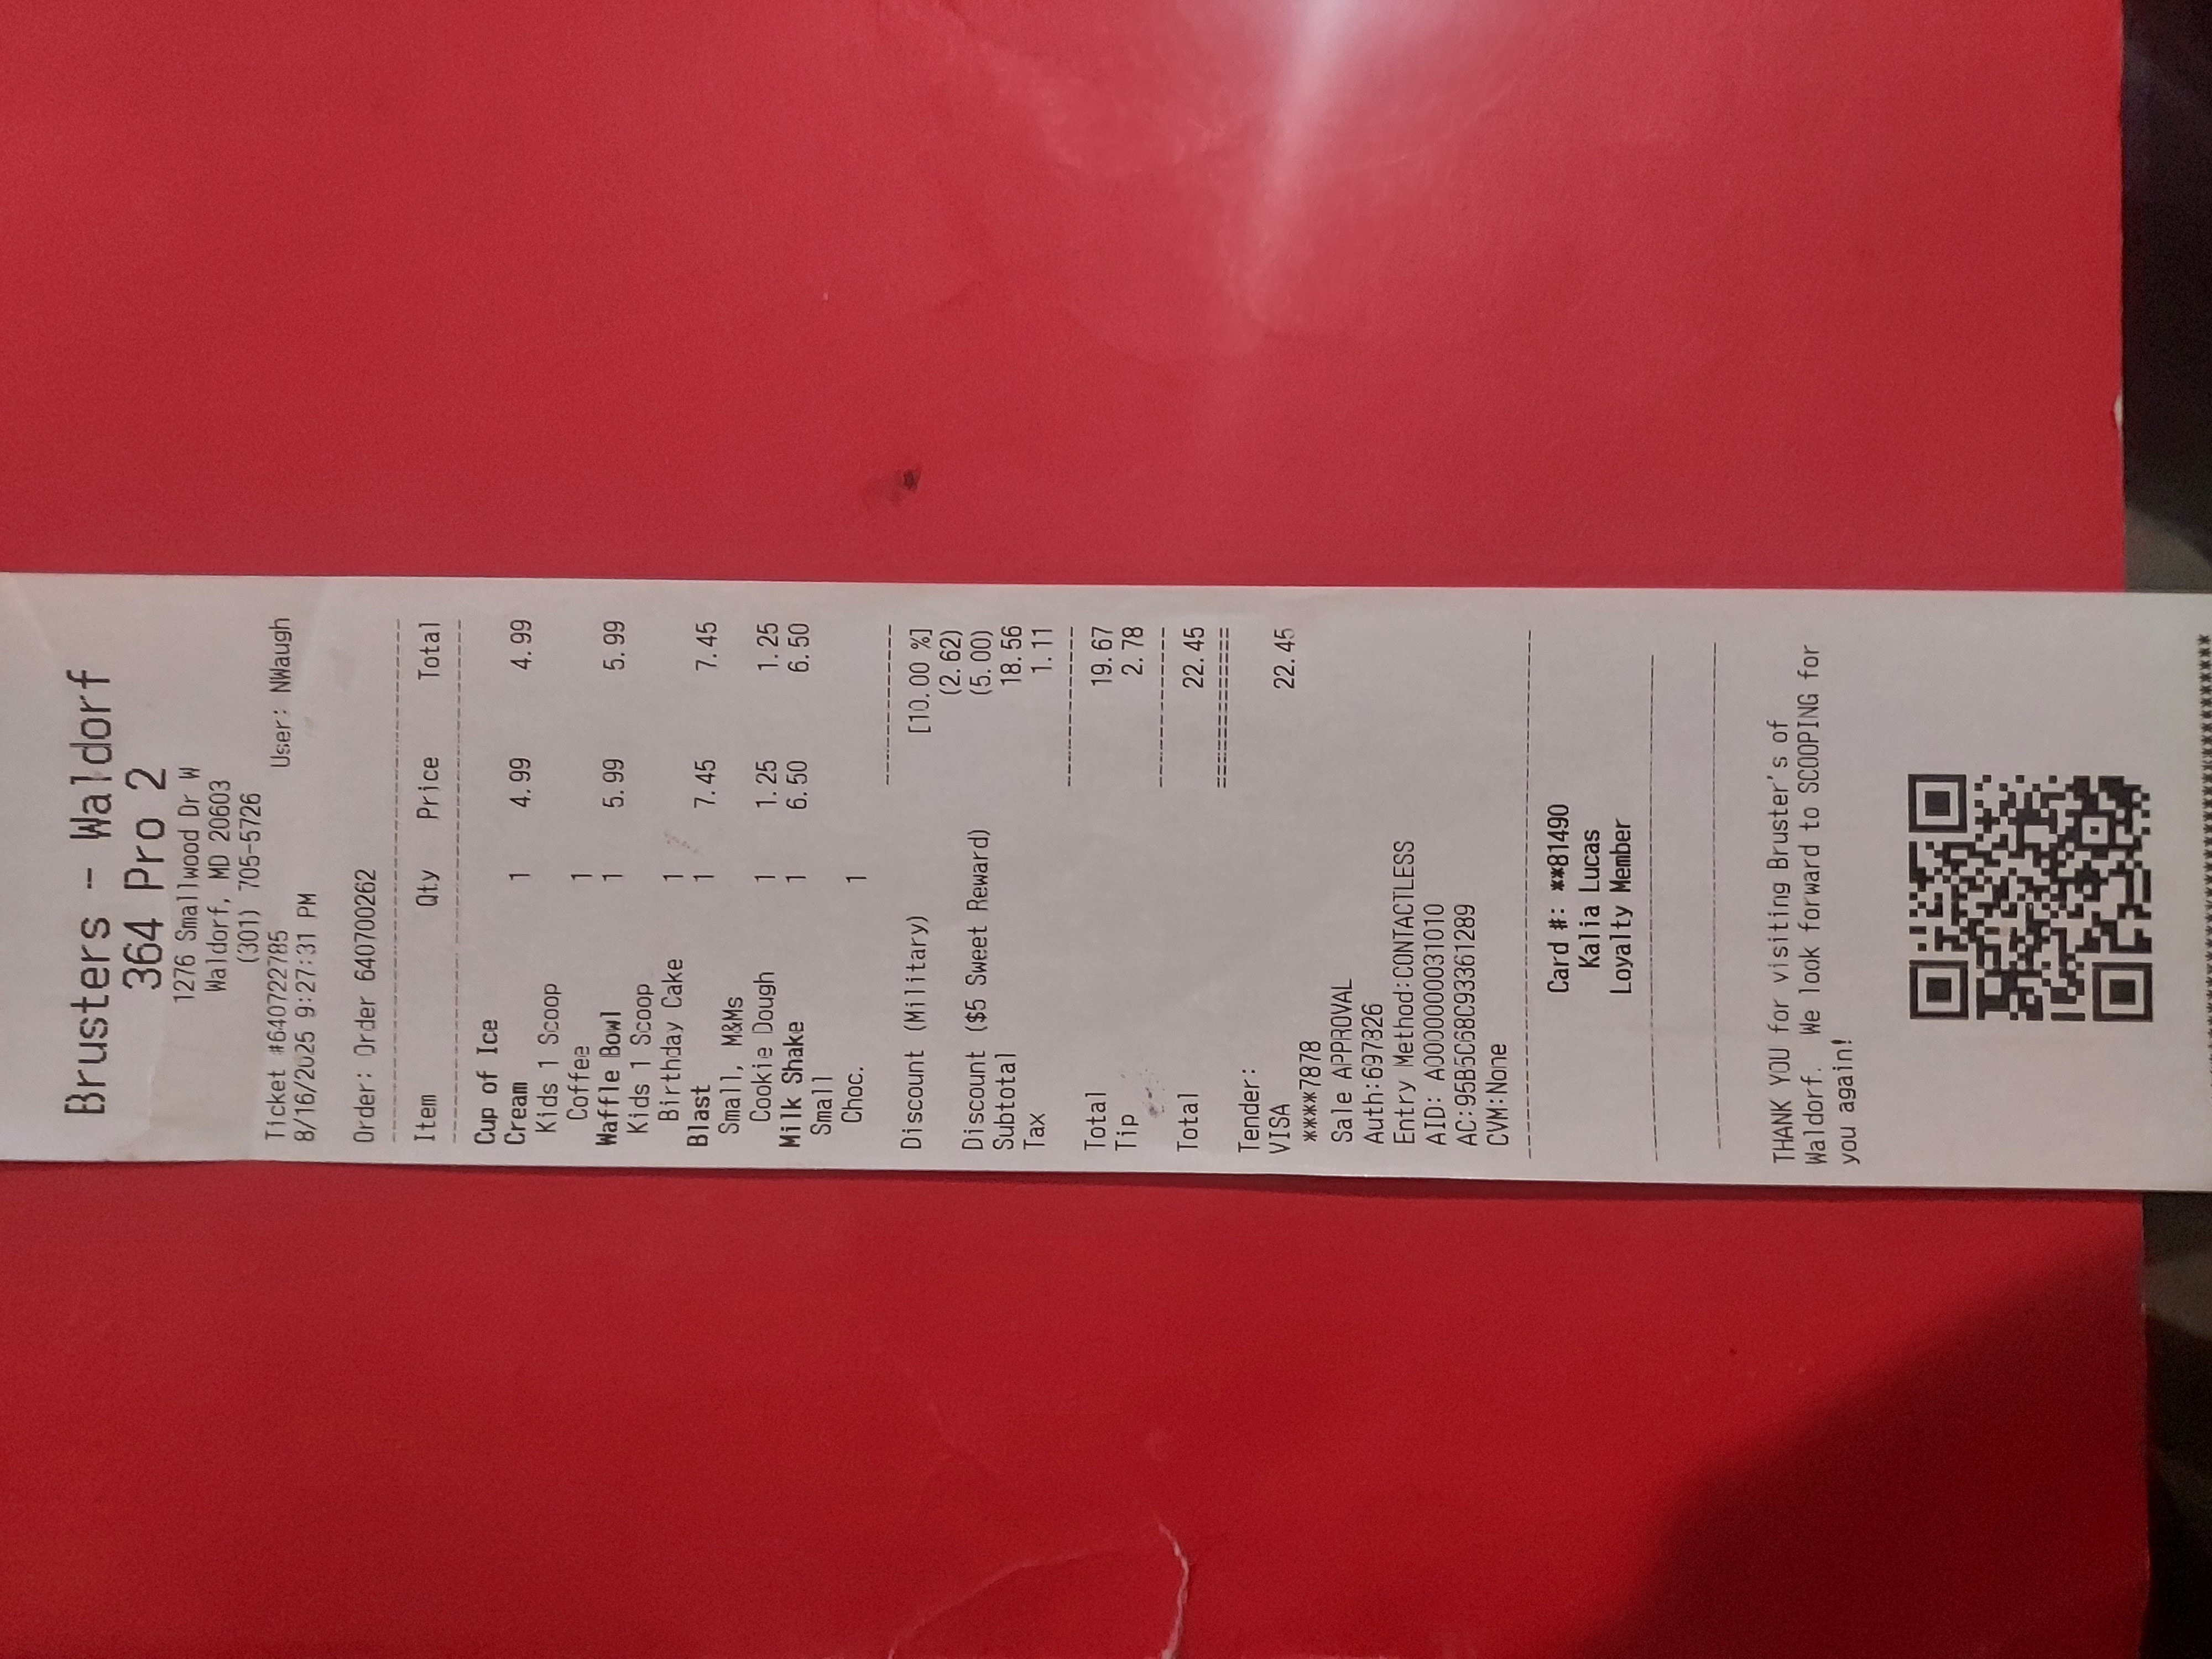 Brusters - Waldorf
364 Pro 2
1276 Smallwood Dr W
Waldorf, MD 20603
(301) 705-5726
Ticket #640722785 User: NWaugh
8/16/2025 9:27:31 PM
Order: Order 640700262
Item Qty Price Total
Cup of Ice
Cream 1 4.99 4.99
Kids 1 Scoop
Coffee 1
Waffle Bowl 1 5.99 5.99
Kids 1 Scoop
Birthday Cake 1
Blast 1 7.45 7.45
Small, M&Ms
Cookie Dough 1 1.25 1.25
Milk Shake 1 6.50 6.50
Small
Choc. 1
Discount (Military) [10.00 %]
(2.62)
Discount ($5 Sweet Reward) (5.00)
Subtotal 18.56
Tax 1.11
Total 19.67
Tip 2.78
Total 22.45
Tender:
VISA 22.45
****7878
Sale APPROVAL
Auth:697826
Entry Method:CONTACTLESS
AID: A0000000031010
AC:95B5C68C93361289
CVM:None
Card #: **81490
Kalia Lucas
Loyalty Member
THANK YOU for visiting Bruster's of
Waldorf. We look forward to SCOOPING for
you again!